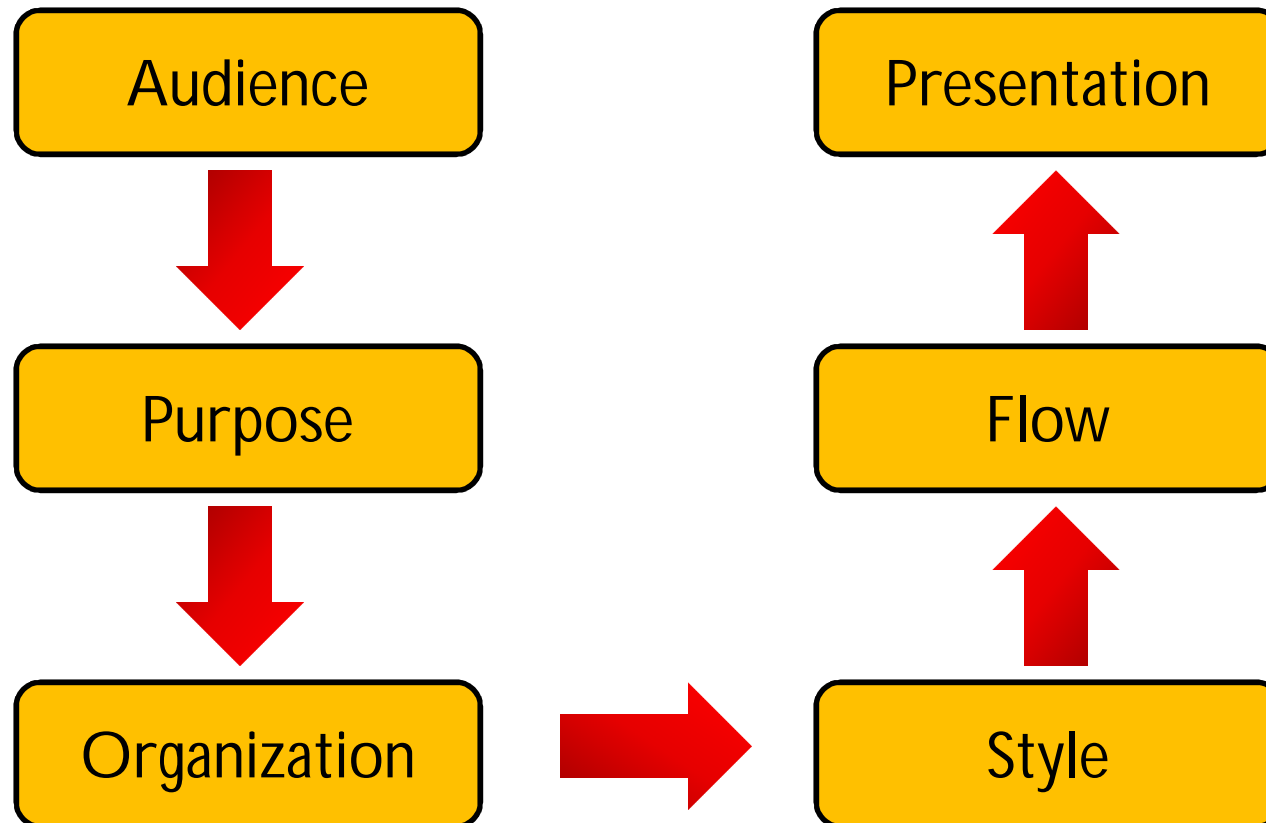 Audience
Purpose
Organization
Style
Flow
Presentation